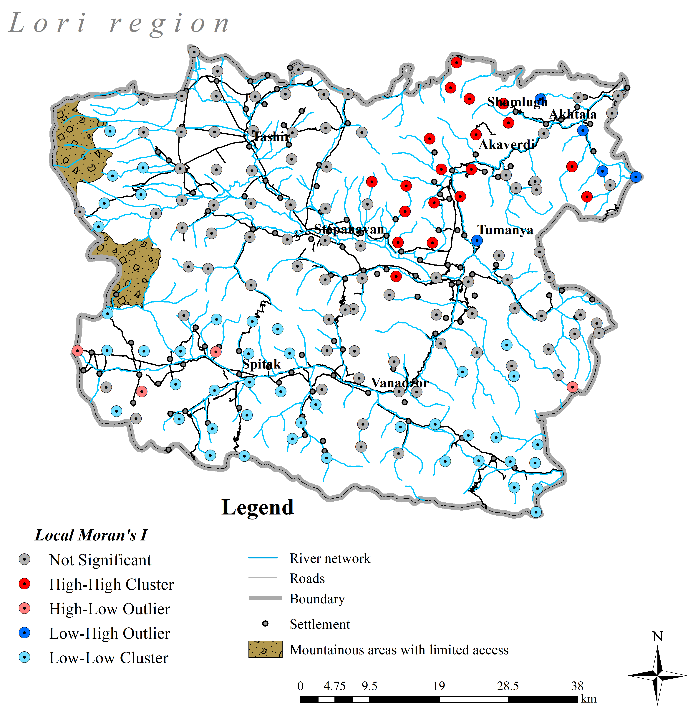 Lori region
Shamlugh
Akhtala
Tashir
Akaverdi
Stepanavan
Tumanya
Spitak
Vanadzor
Legend
Local Moran's I
Not Significant
High-High Cluster
High-Low Outlier
Low-High Outlier
Low-Low Cluster
River network
Roads
Boundary
Settlement
Mountainous areas with limited access
N
0 4.75 9.5 19 28.5 38
km